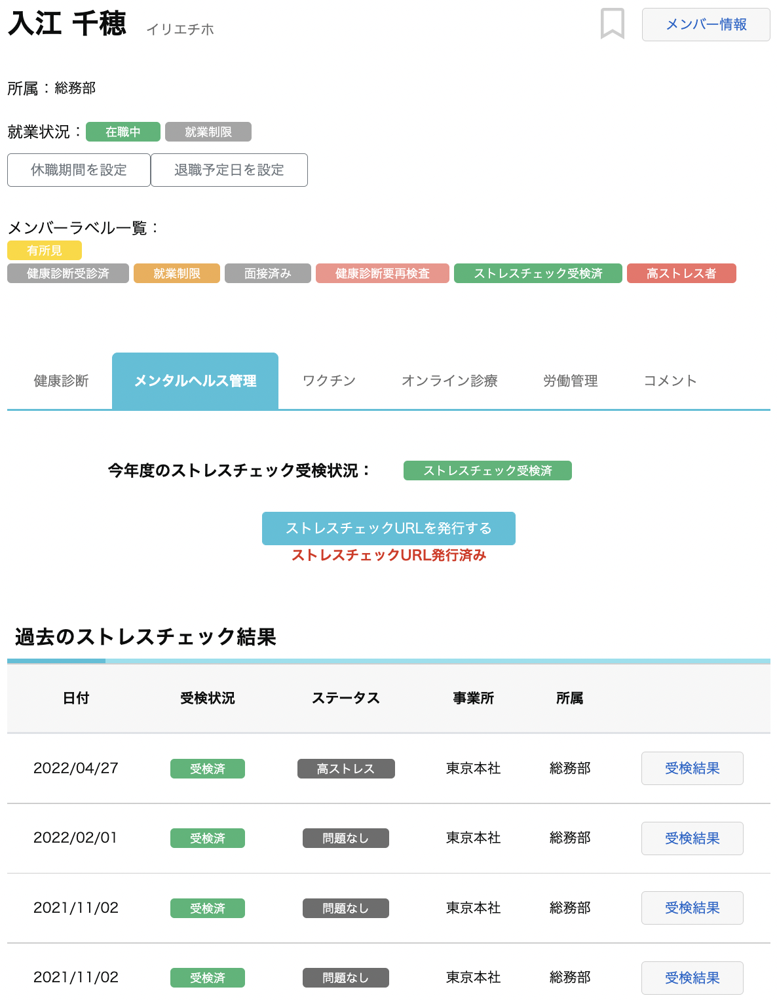 入江 千穂 イリエチホ メンバー情報
所属：総務部
就業状況： 在職中 就業制限
休職期間を設定 退職予定日を設定
メンバーラベル一覧：
有所見
健康診断受診済 就業制限 面接済み 健康診断要再検査 ストレスチェック受検済 高ストレス者
健康診断 メンタルヘルス管理 ワクチン オンライン診療 労働管理 コメント
今年度のストレスチェック受検状況： ストレスチェック受検済
ストレスチェックURLを発行する
ストレスチェックURL発行済み
過去のストレスチェック結果
日付 受検状況 ステータス 事業所 所属
2022/04/27 受検済 高ストレス 東京本社 総務部 受検結果
2022/02/01 受検済 問題なし 東京本社 総務部 受検結果
2021/11/02 受検済 問題なし 東京本社 総務部 受検結果
2021/11/02 受検済 問題なし 東京本社 総務部 受検結果